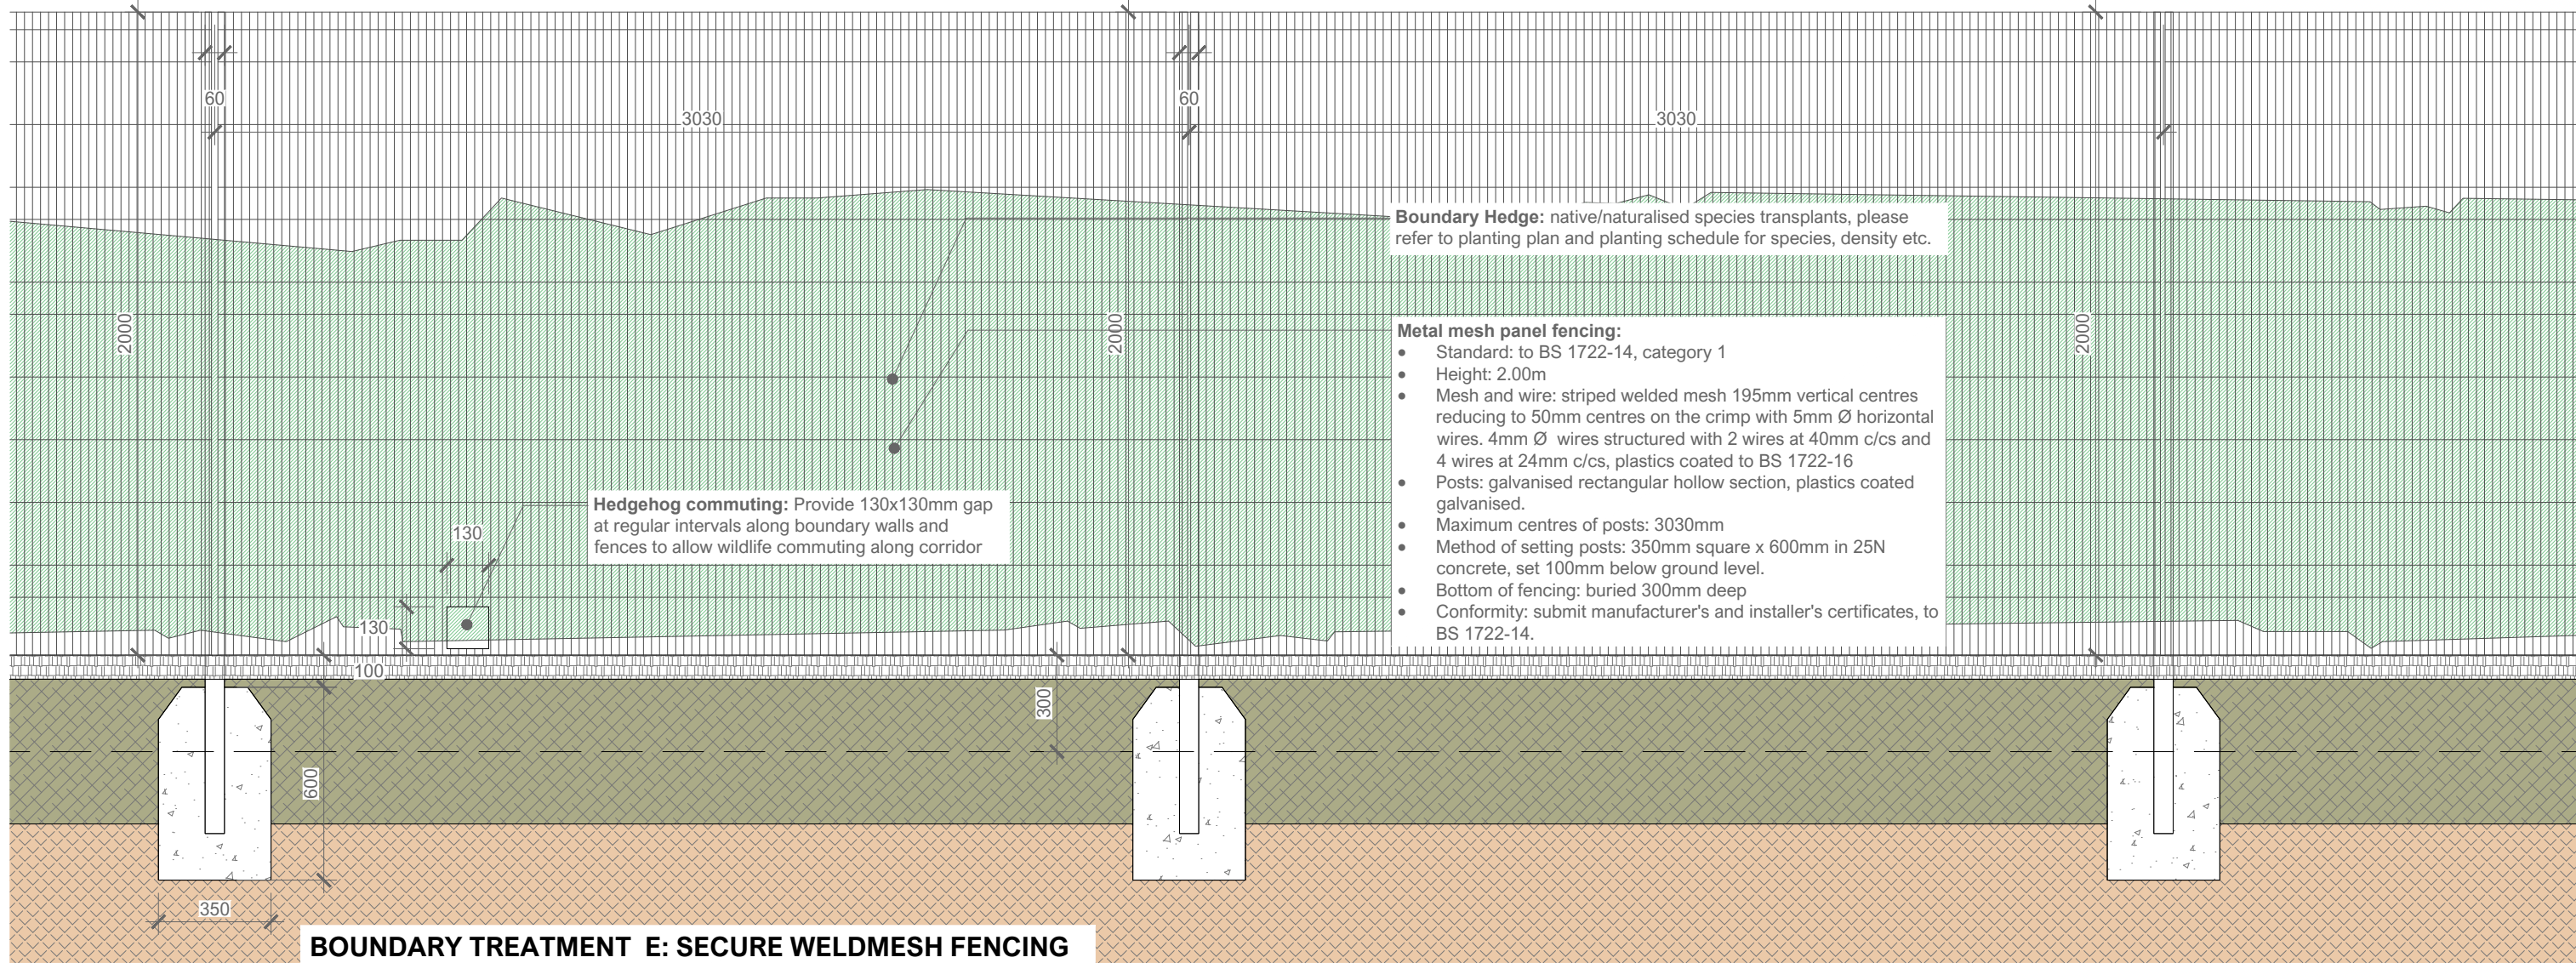 60
60
3030
3030
Boundary Hedge: native/naturalised species transplants, please
refer to planting plan and planting schedule for species, density etc.
2000
2000
2000
Metal mesh panel fencing:
● Standard: to BS 1722-14, category 1
● Height: 2.00m
● Mesh and wire: striped welded mesh 195mm vertical centres
reducing to 50mm centres on the crimp with 5mm Ø horizontal
wires. 4mm Ø wires structured with 2 wires at 40mm c/cs and
4 wires at 24mm c/cs, plastics coated to BS 1722-16
● Posts: galvanised rectangular hollow section, plastics coated
galvanised.
● Maximum centres of posts: 3030mm
● Method of setting posts: 350mm square x 600mm in 25N
concrete, set 100mm below ground level.
● Bottom of fencing: buried 300mm deep
● Conformity: submit manufacturer's and installer's certificates, to
BS 1722-14.
Hedgehog commuting: Provide 130x130mm gap
at regular intervals along boundary walls and
fences to allow wildlife commuting along corridor
130
130
100
300
600
350
BOUNDARY TREATMENT E: SECURE WELDMESH FENCING